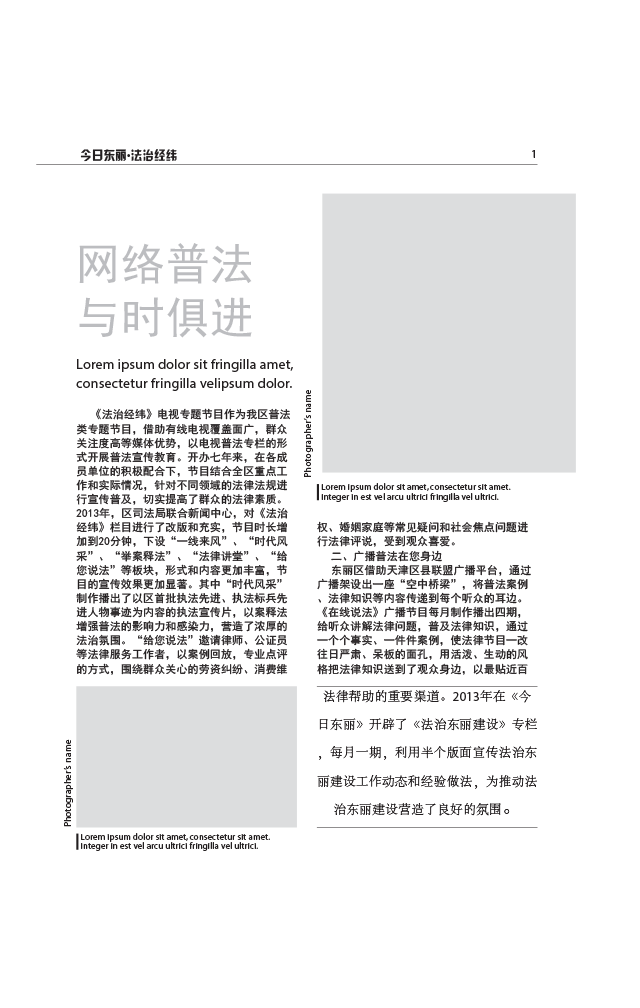 今日东丽·法治经纬
1
网络普法
与时俱进
Lorem ipsum dolor sit fringilla amet,
consectetur fringilla velipsum dolor.
《法治经纬》电视专题节目作为我区普法
类专题节目，借助有线电视覆盖面广，群众
关注度高等媒体优势，以电视普法专栏的形
式开展普法宣传教育。开办七年来，在各成
员单位的积极配合下，节目结合全区重点工
作和实际情况，针对不同领域的法律法规进
行宣传普及，切实提高了群众的法律素质。
2013年，区司法局联合新闻中心，对《法治
经纬》栏目进行了改版和充实，节目时长增
加到20分钟，下设“一线来风”、“时代风
采”、“举案释法”、“法律讲堂”、“给
您说法”等板块，形式和内容更加丰富，节
目的宣传效果更加显著。其中“时代风采”
制作播出了以区首批执法先进、执法标兵先
进人物事迹为内容的执法宣传片，以案释法
增强普法的影响力和感染力，营造了浓厚的
法治氛围。“给您说法”邀请律师、公证员
等法律服务工作者，以案例回放，专业点评
的方式，围绕群众关心的劳资纠纷、消费维
Photographer's name
Lorem ipsum dolor sit amet, consectetur sit amet.
Integer in est vel arcu ultrici fringilla vel ultrici.
Photographer's name
Lorem ipsum dolor sit amet, consectetur sit amet.
Integer in est vel arcu ultrici fringilla vel ultrici.
权、婚姻家庭等常见疑问和社会焦点问题进
行法律评说，受到观众喜爱。
二、广播普法在您身边
东丽区借助天津区县联盟广播平台，通过
广播架设出一座“空中桥梁”，将普法案例
、法律知识等内容传递到每个听众的耳边。
《在线说法》广播节目每月制作播出四期，
给听众讲解法律问题，普及法律知识，通过
一个个事实、一件件案例，使法律节目一改
往日严肃、呆板的面孔，用活泼、生动的风
格把法律知识送到了观众身边，以最贴近百
法律帮助的重要渠道。2013年在《今
日东丽》开辟了《法治东丽建设》专栏
，每月一期，利用半个版面宣传法治东
丽建设工作动态和经验做法，为推动法
治东丽建设营造了良好的氛围。